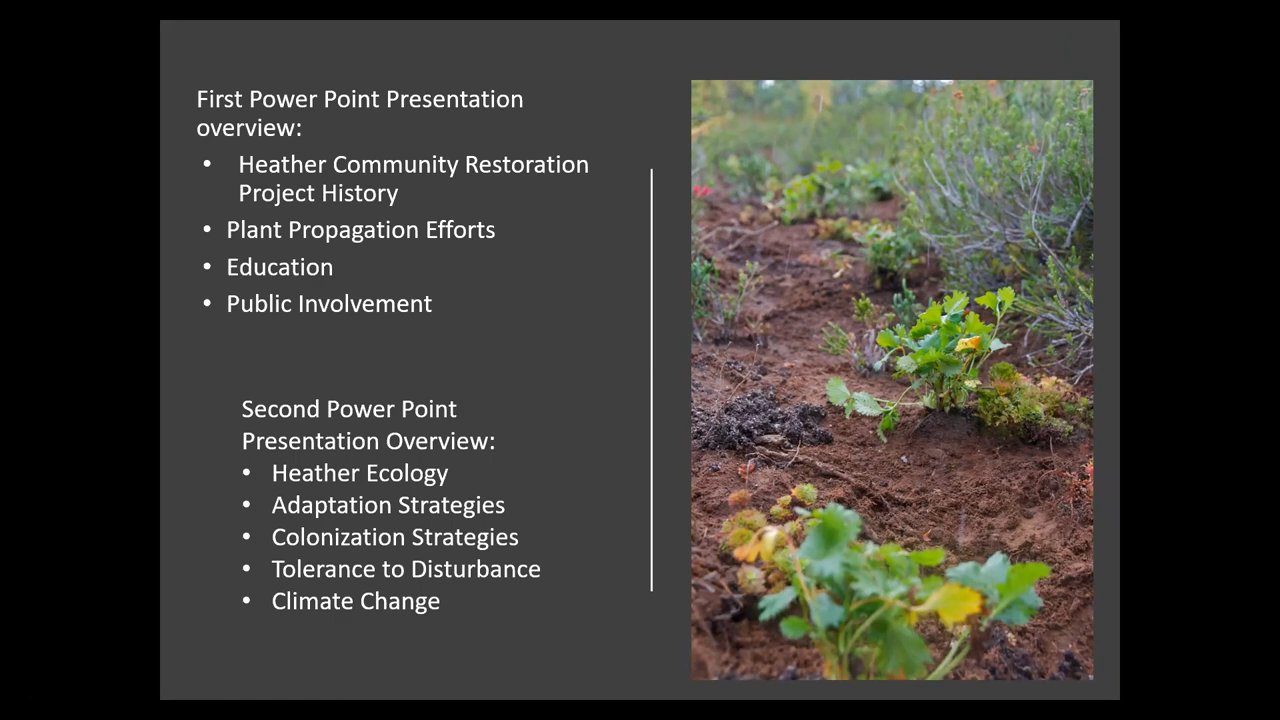 First Power Point Presentation
overview:
• Heather Community Restoration
Project History
• Plant Propagation Efforts
• Education
• Public Involvement
Second Power Point
Presentation Overview:
• Heather Ecology
• Adaptation Strategies
• Colonization Strategies
• Tolerance to Disturbance
• Climate Change